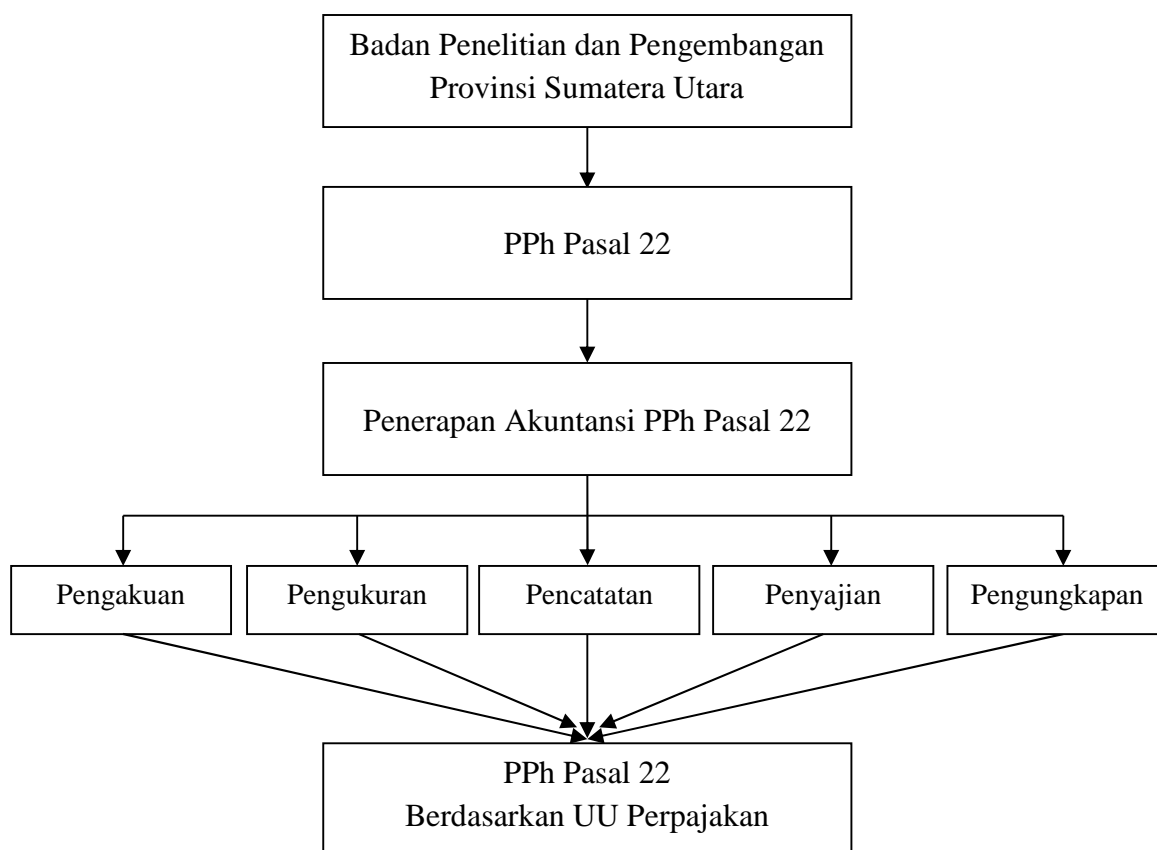 Badan Penelitian dan Pengembangan
Provinsi Sumatera Utara
PPh Pasal 22
Penerapan Akuntansi PPh Pasal 22
Pengakuan
Pengukuran
Pencatatan
Penyajian
Pengungkapan
PPh Pasal 22
Berdasarkan UU Perpajakan